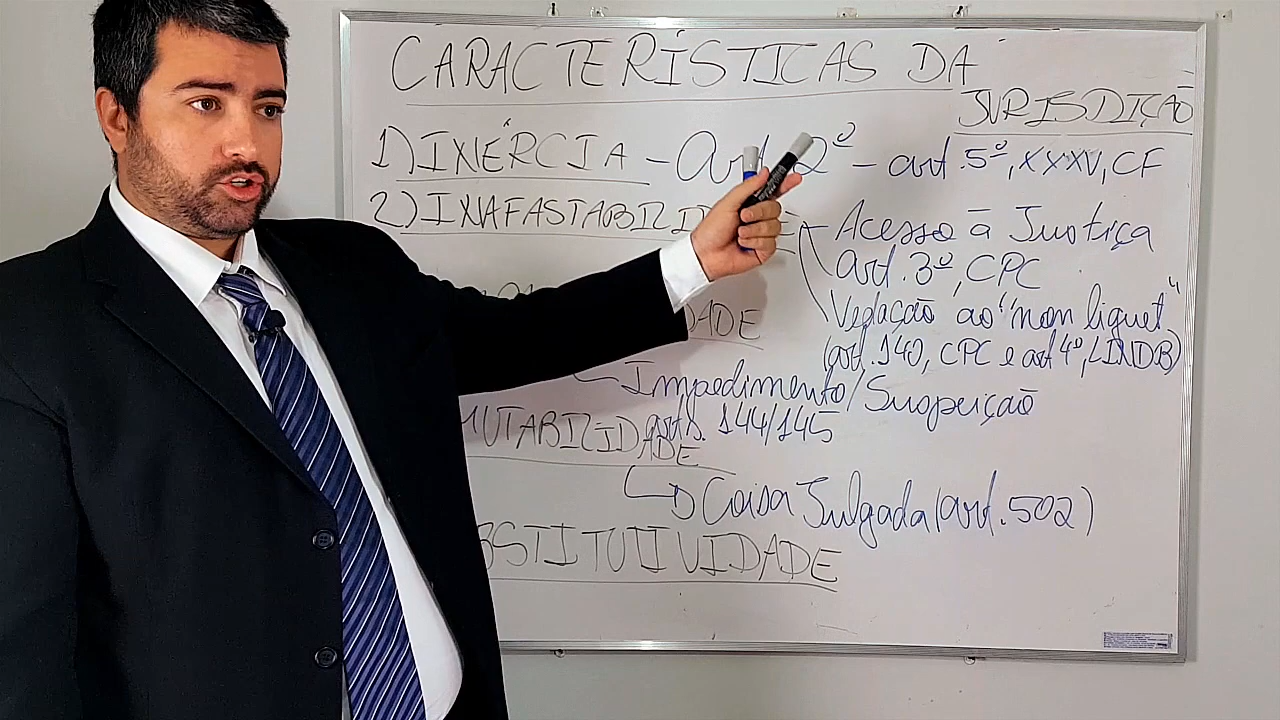 CARACTERÍSTICAS DA
JURISDIÇÃO
1) INÉRCIA - Art. 2º - art. 5º, XXXV, CF
2) INAFASTABILID
Acesso à Justiça
art. 3º, CPC
Vedação ao "non liquet"
(art. 140, CPC e art 4º, LINDB)
DADE
Impedimento/Suspeição
arts. 144/145
MUTABILIDADE
Coisa Julgada (art. 502)
BSTITUTIVIDADE